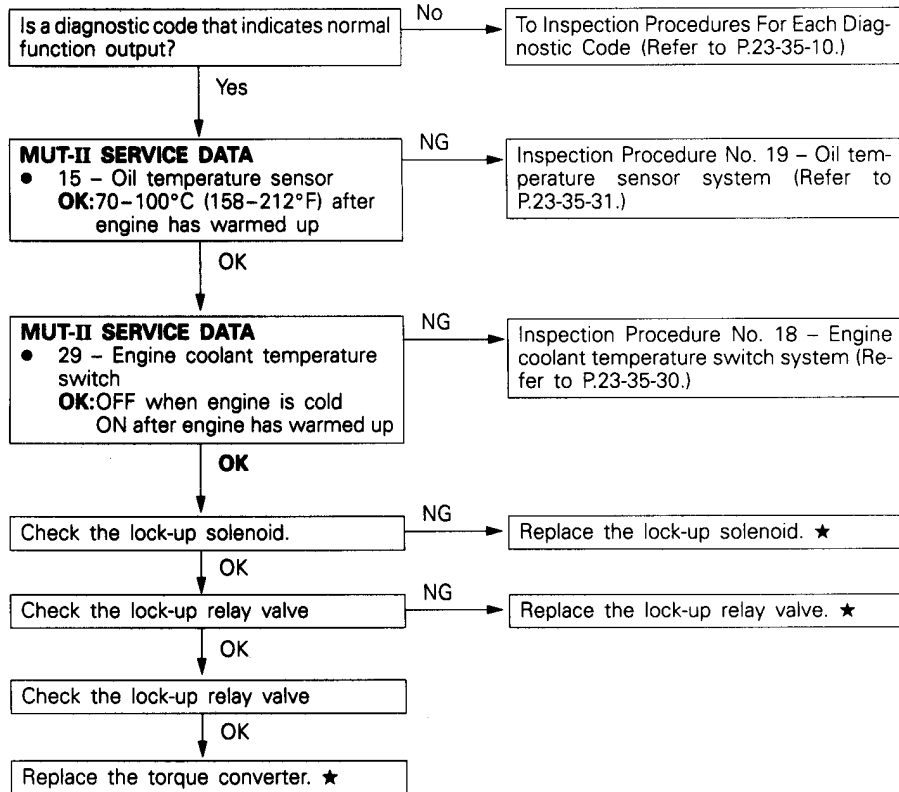 Is a diagnostic code that indicates normal
function output?
No
To Inspection Procedures For Each Diag-
nostic Code (Refer to P.23-35-10.)
Yes
MUT-II SERVICE DATA
● 15 – Oil temperature sensor
OK:70–100°C (158–212°F) after
engine has warmed up
NG
Inspection Procedure No. 19 – Oil tem-
perature sensor system (Refer to
P.23-35-31.)
OK
MUT-II SERVICE DATA
● 29 – Engine coolant temperature
switch
OK:OFF when engine is cold
ON after engine has warmed up
NG
Inspection Procedure No. 18 – Engine
coolant temperature switch system (Re-
fer to P.23-35-30.)
OK
Check the lock-up solenoid.
NG
Replace the lock-up solenoid. ★
OK
Check the lock-up relay valve
NG
Replace the lock-up relay valve. ★
OK
Check the lock-up relay valve
OK
Replace the torque converter. ★